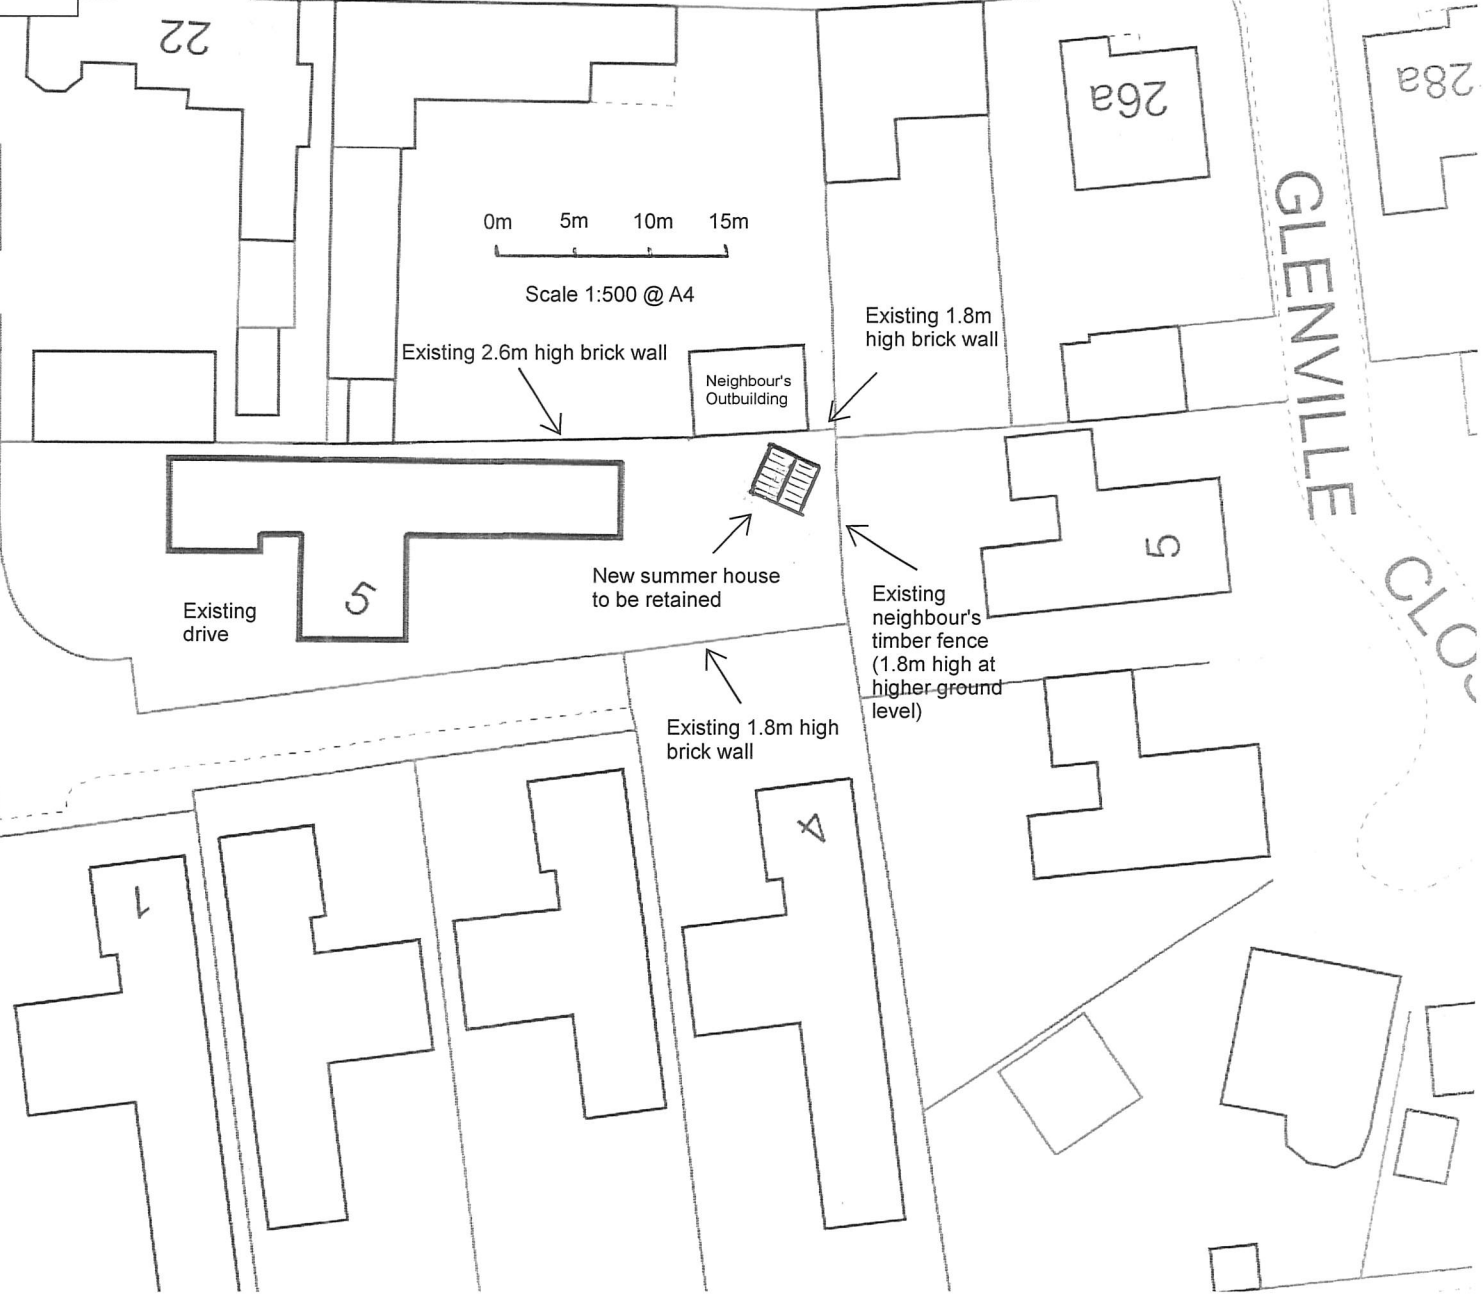 22
26a
28a
0m 5m 10m 15m
Scale 1:500 @ A4
GLENVILLE
Existing 1.8m
high brick wall
Existing 2.6m high brick wall
Neighbour's
Outbuilding
5
New summer house
to be retained
Existing
drive
5
Existing
neighbour's
timber fence
(1.8m high at
higher ground
level)
CLOS
Existing 1.8m high
brick wall
4
1